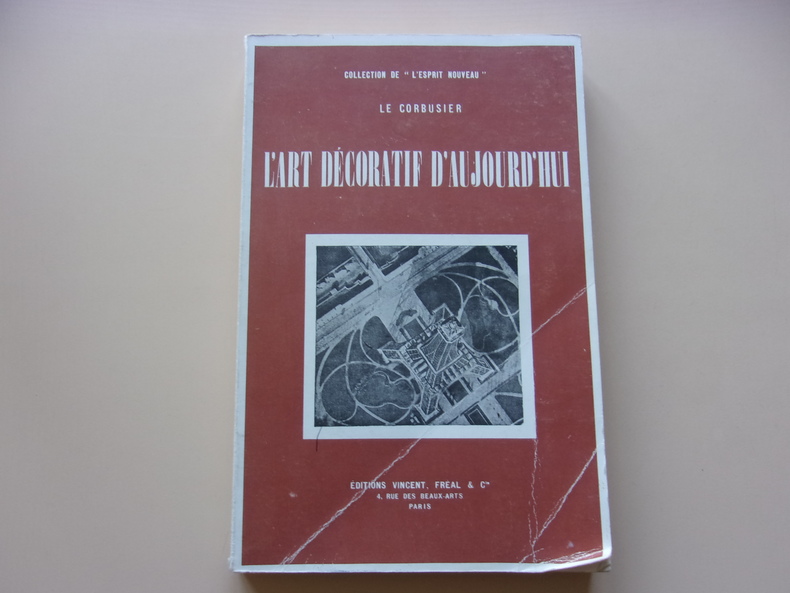 COLLECTION DE "L'ESPRIT NOUVEAU"
LE CORBUSIER
L'ART DÉCORATIF D'AUJOURD'HUI
ÉDITIONS VINCENT, FRÉAL & Cie
4, RUE DES BEAUX-ARTS
PARIS